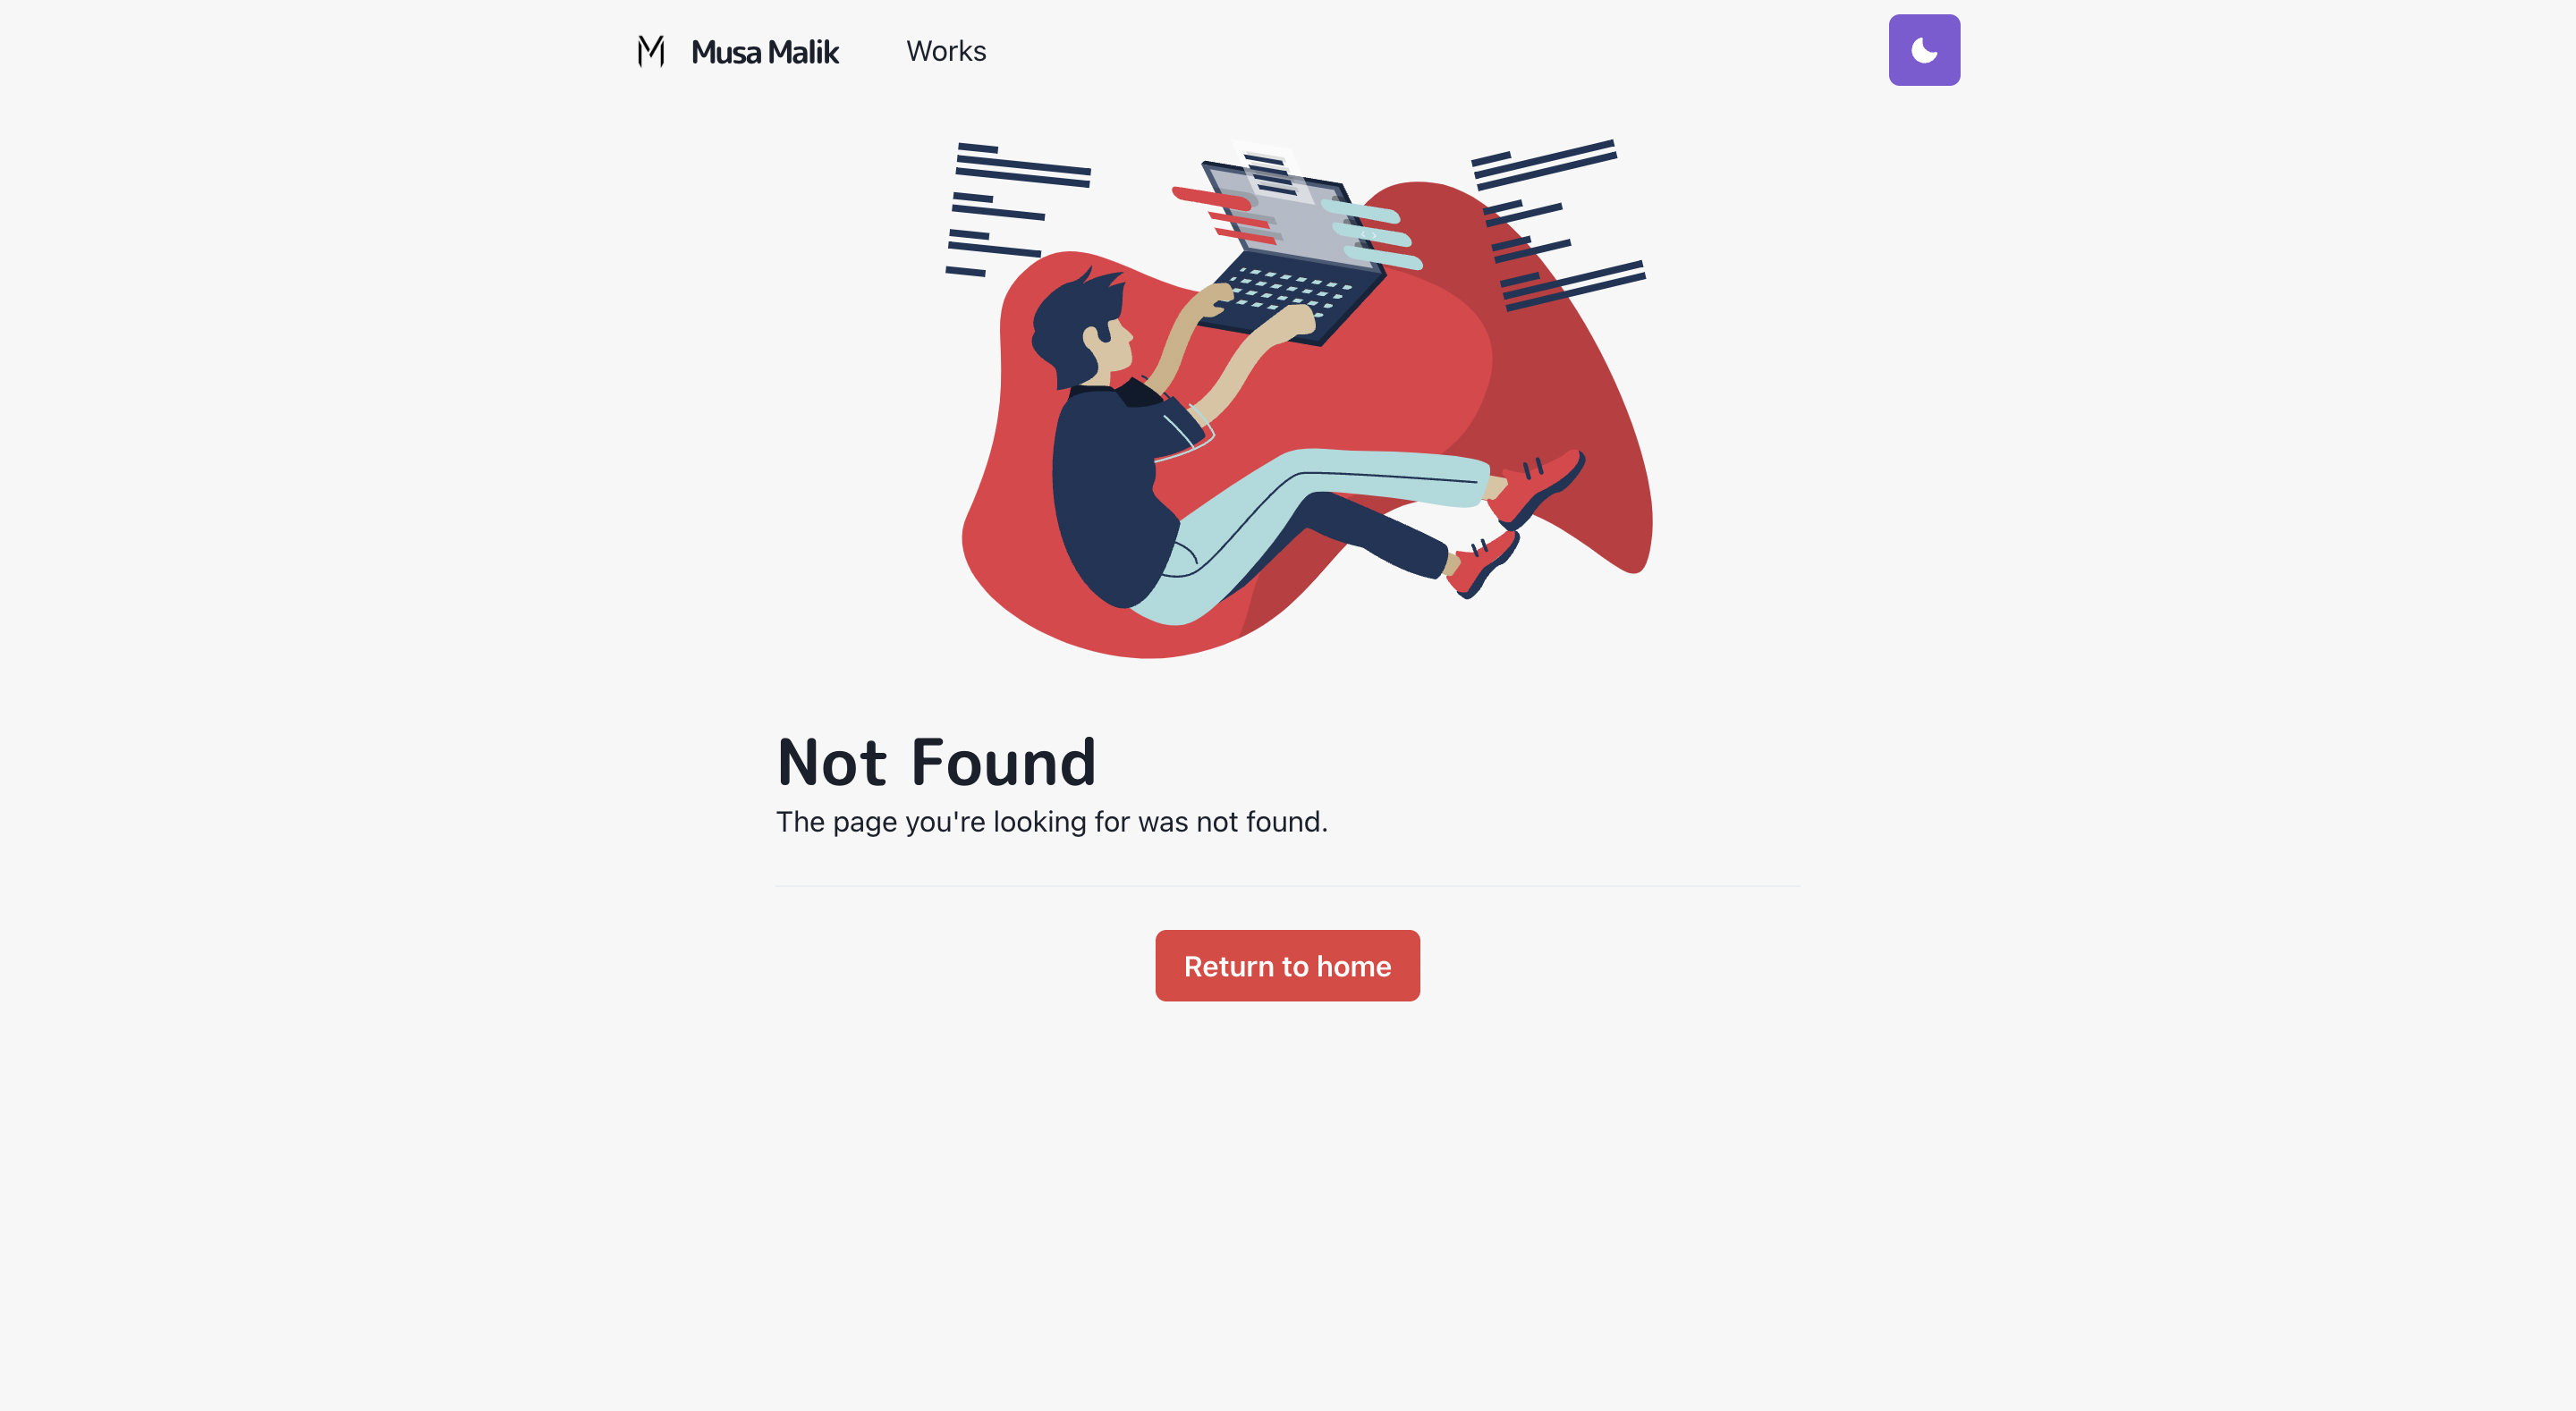 Musa Malik
Works
Not Found
The page you're looking for was not found.
Return to home